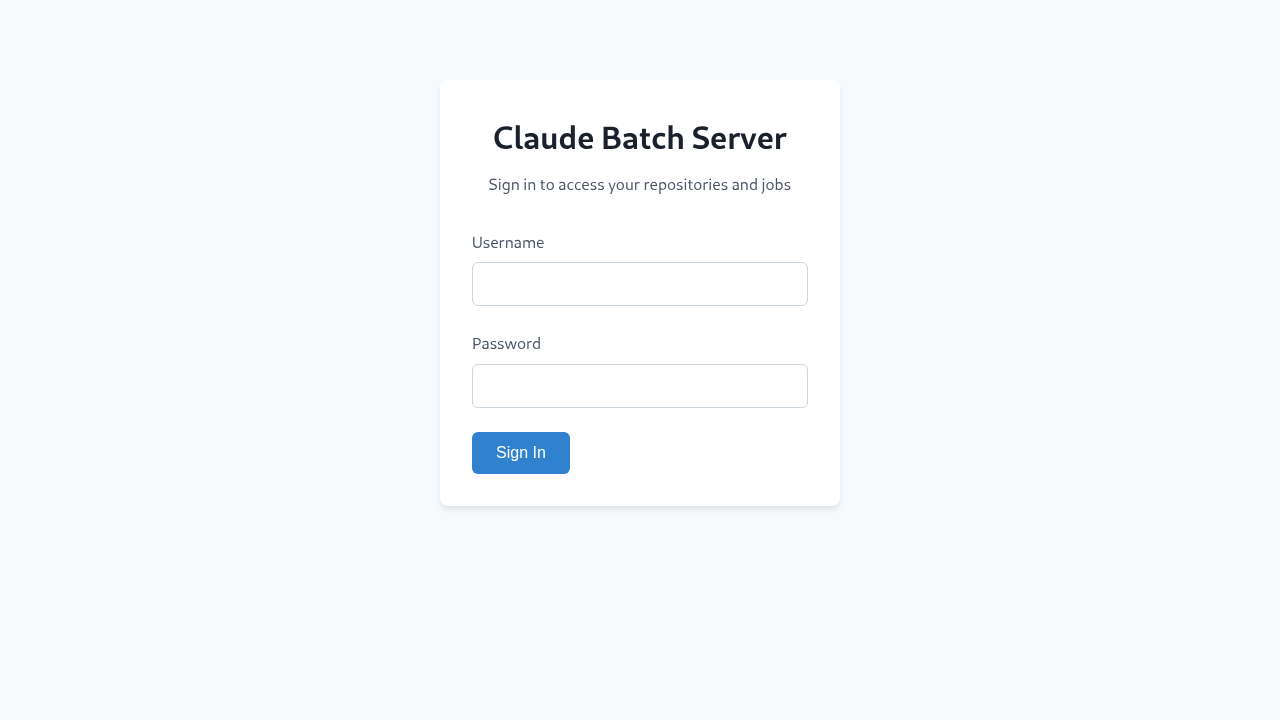 Claude Batch Server
Sign in to access your repositories and jobs
Username
Password
Sign In